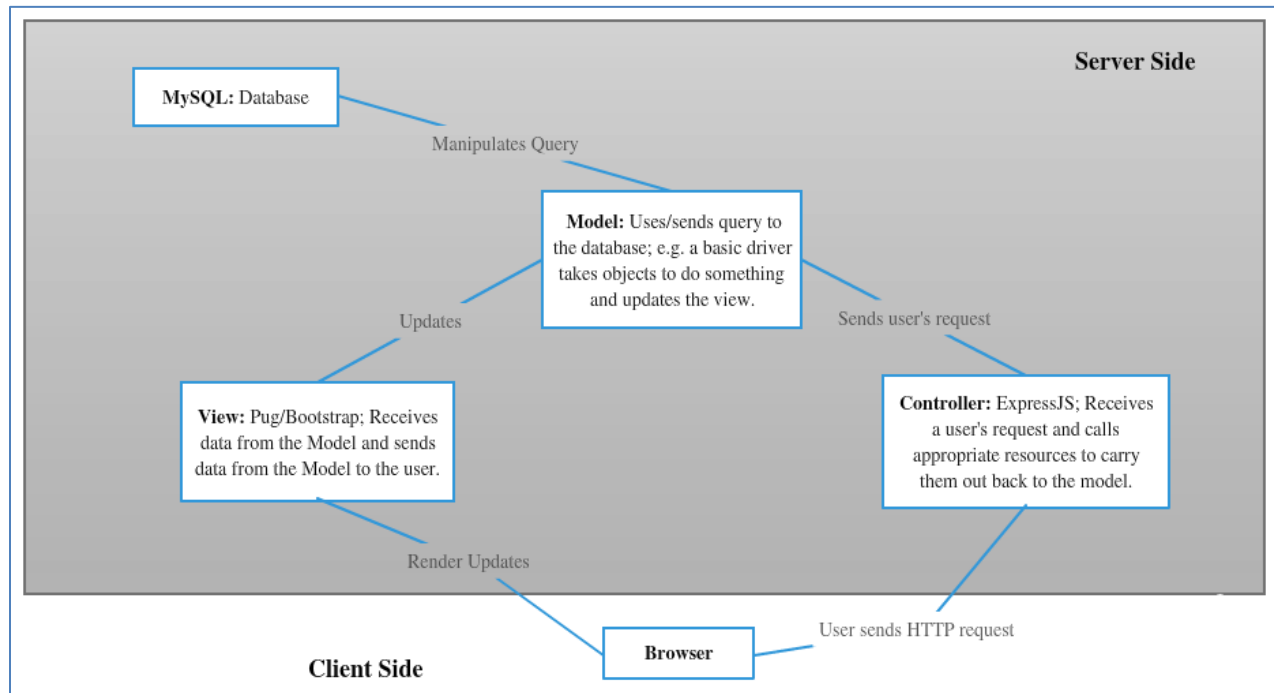 Server Side
MySQL: Database
Manipulates Query
Model: Uses/sends query to
the database; e.g. a basic driver
takes objects to do something
and updates the view.
Updates
Sends user's request
View: Pug/Bootstrap; Receives
data from the Model and sends
data from the Model to the user.
Controller: ExpressJS; Receives
a user's request and calls
appropriate resources to carry
them out back to the model.
Render Updates
User sends HTTP request
Browser
Client Side